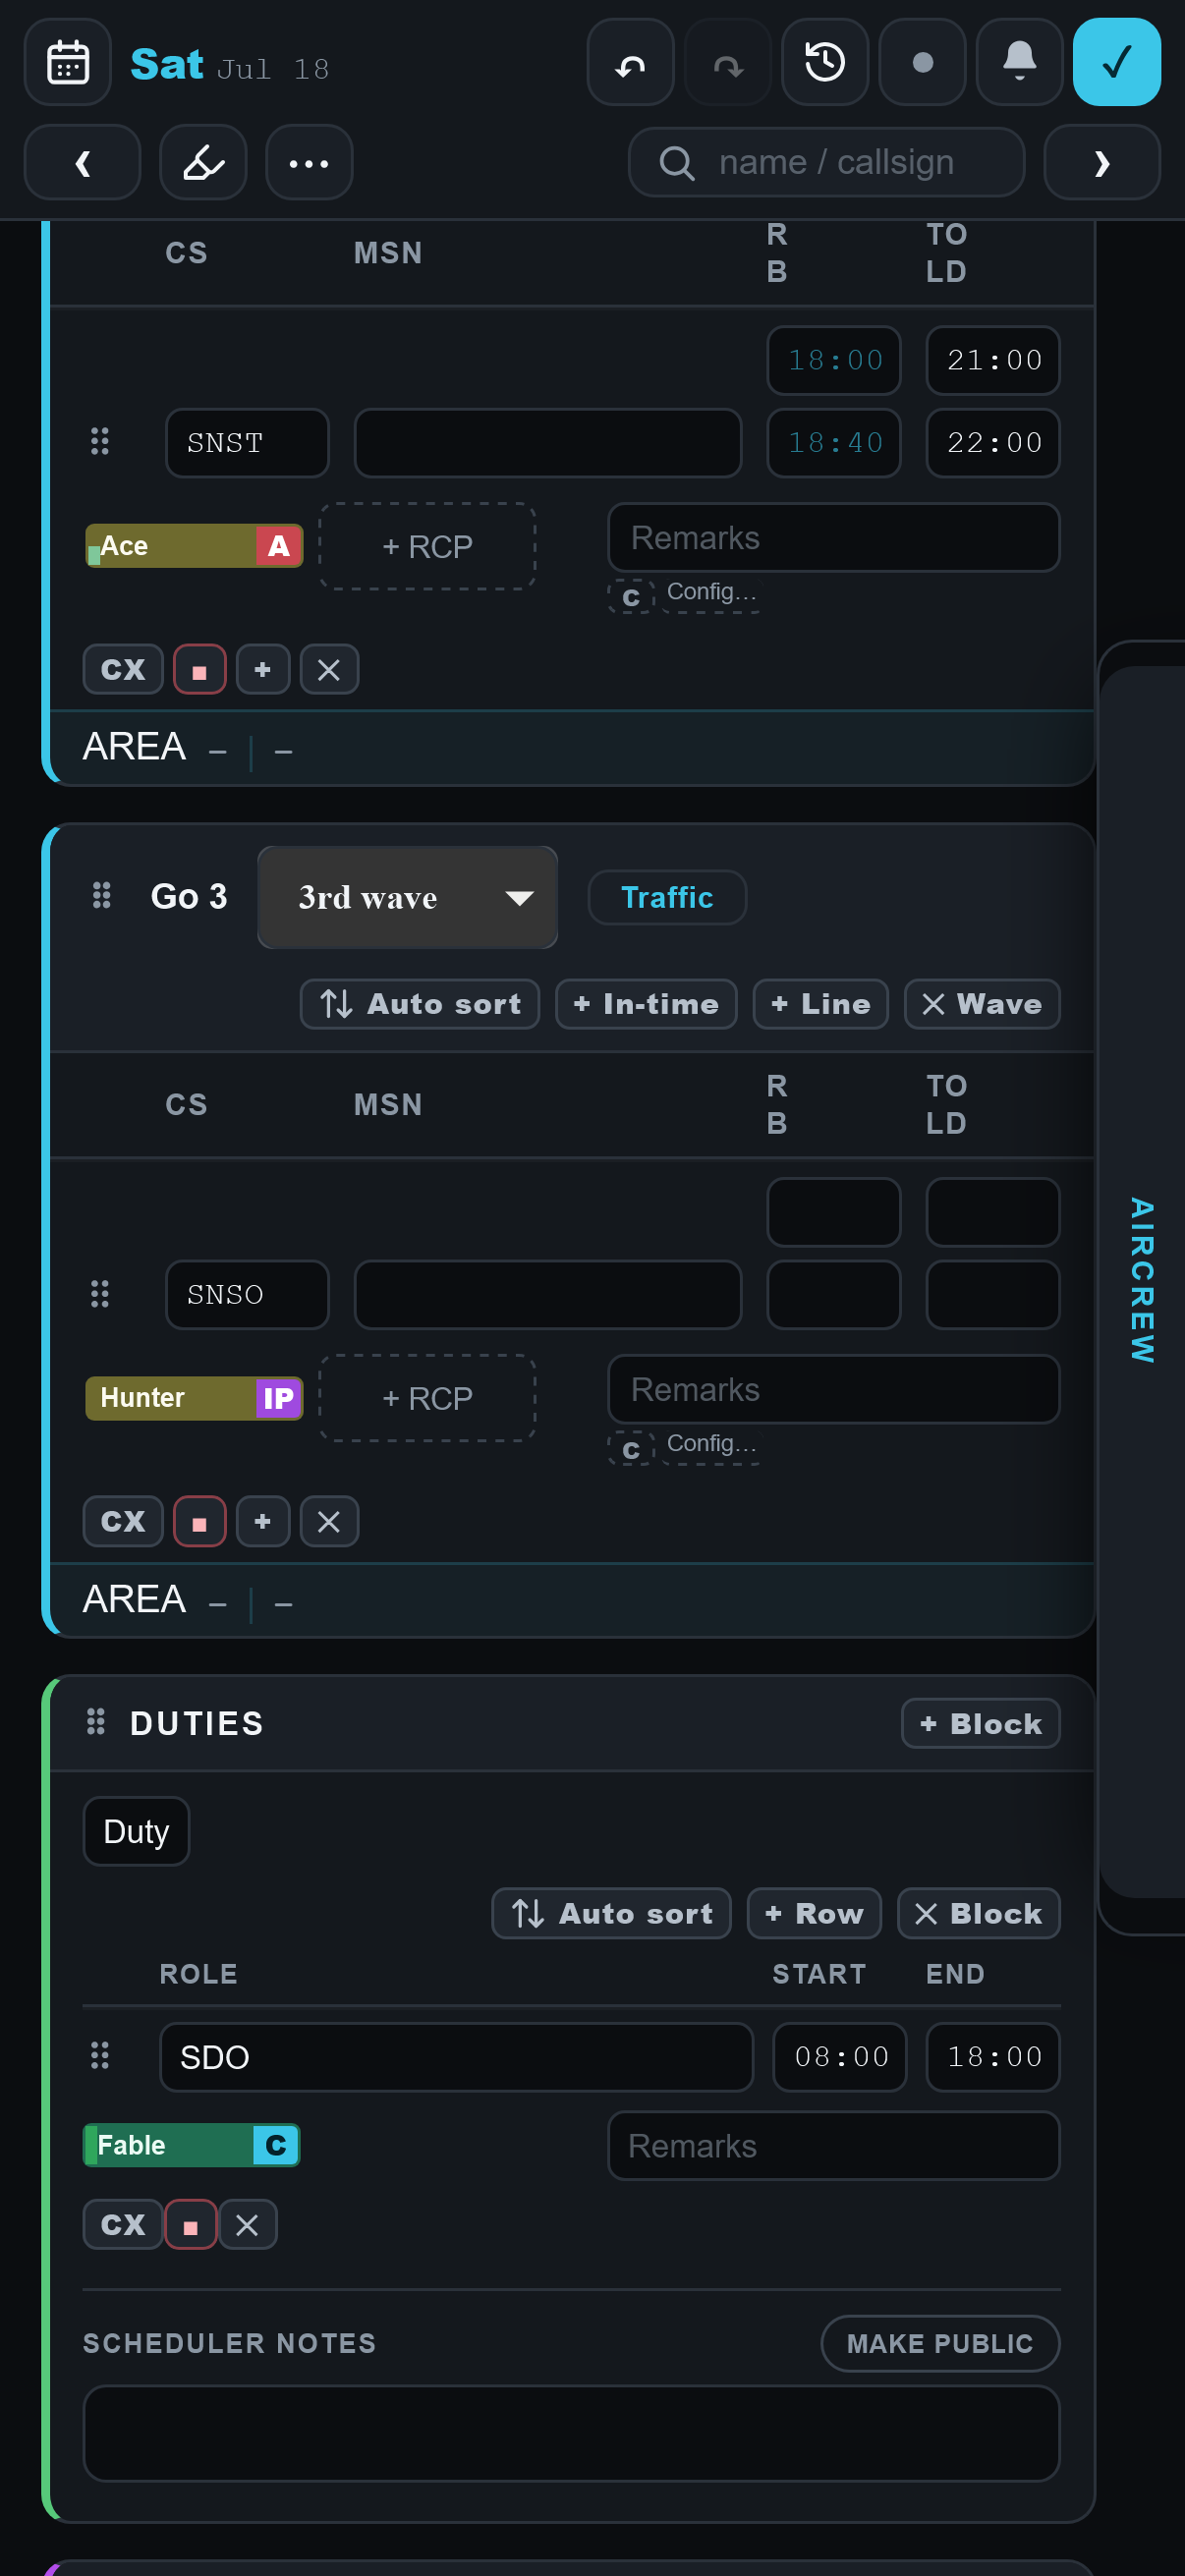 Sat Jul 18
name / callsign
CS MSN R B TO LD
18:00 21:00
SNST 18:40 22:00
Ace A + RCP Remarks
C Config...
CX + ×
AREA – | –
Go 3 3rd wave Traffic
Auto sort + In-time + Line × Wave
CS MSN R B TO LD
SNSO
Hunter IP + RCP Remarks
C Config...
CX + ×
AREA – | –
DUTIES + Block
Duty
Auto sort + Row × Block
ROLE START END
SDO 08:00 18:00
Fable C Remarks
CX ×
SCHEDULER NOTES MAKE PUBLIC
AIRCREW